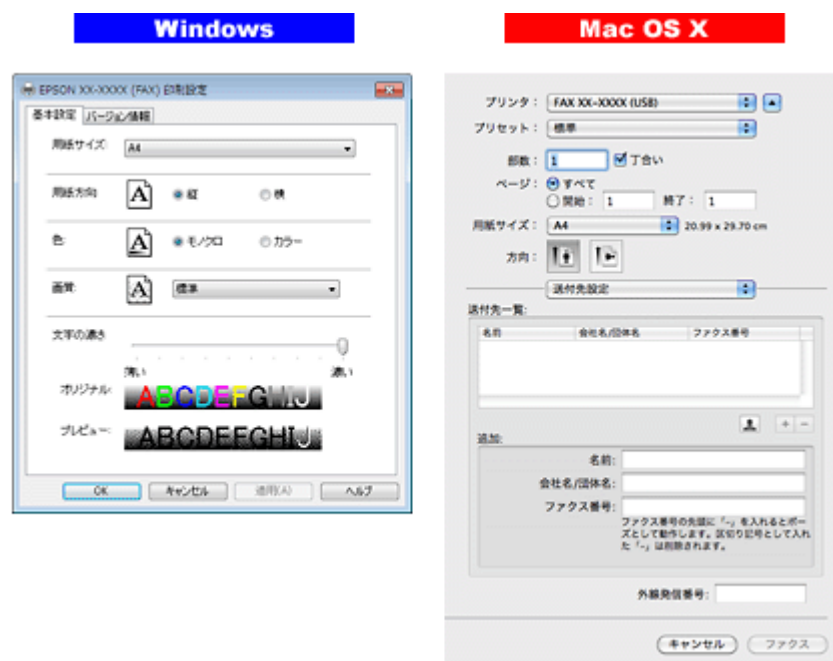 Windows
EPSON XX-XXXX (FAX) 印刷設定
基本設定 バージョン情報
用紙サイズ: A4
用紙方向: A 縦 横
色: A モノクロ カラー
画質: A 標準
文字の濃さ
薄い 濃い
オリジナル: ABCDEFGHIJ
プレビュー: ABCDEFGHIJ
OK キャンセル 適用(A) ヘルプ
Mac OS X
プリンタ: FAX XX-XXXX (USB)
プリセット: 標準
部数: 1 丁合い
ページ: すべて
開始: 1 終了: 1
用紙サイズ: A4 20.99 x 29.70 cm
方向:
送付先設定
送付先一覧:
名前 会社名/団体名 ファクス番号
+ -
追加:
名前:
会社名/団体名:
ファクス番号:
ファクス番号の先頭に「-」を入れるとポー
ズとして動作します。区切り記号として入れ
た「-」は削除されます。
外線発信番号:
キャンセル ファクス